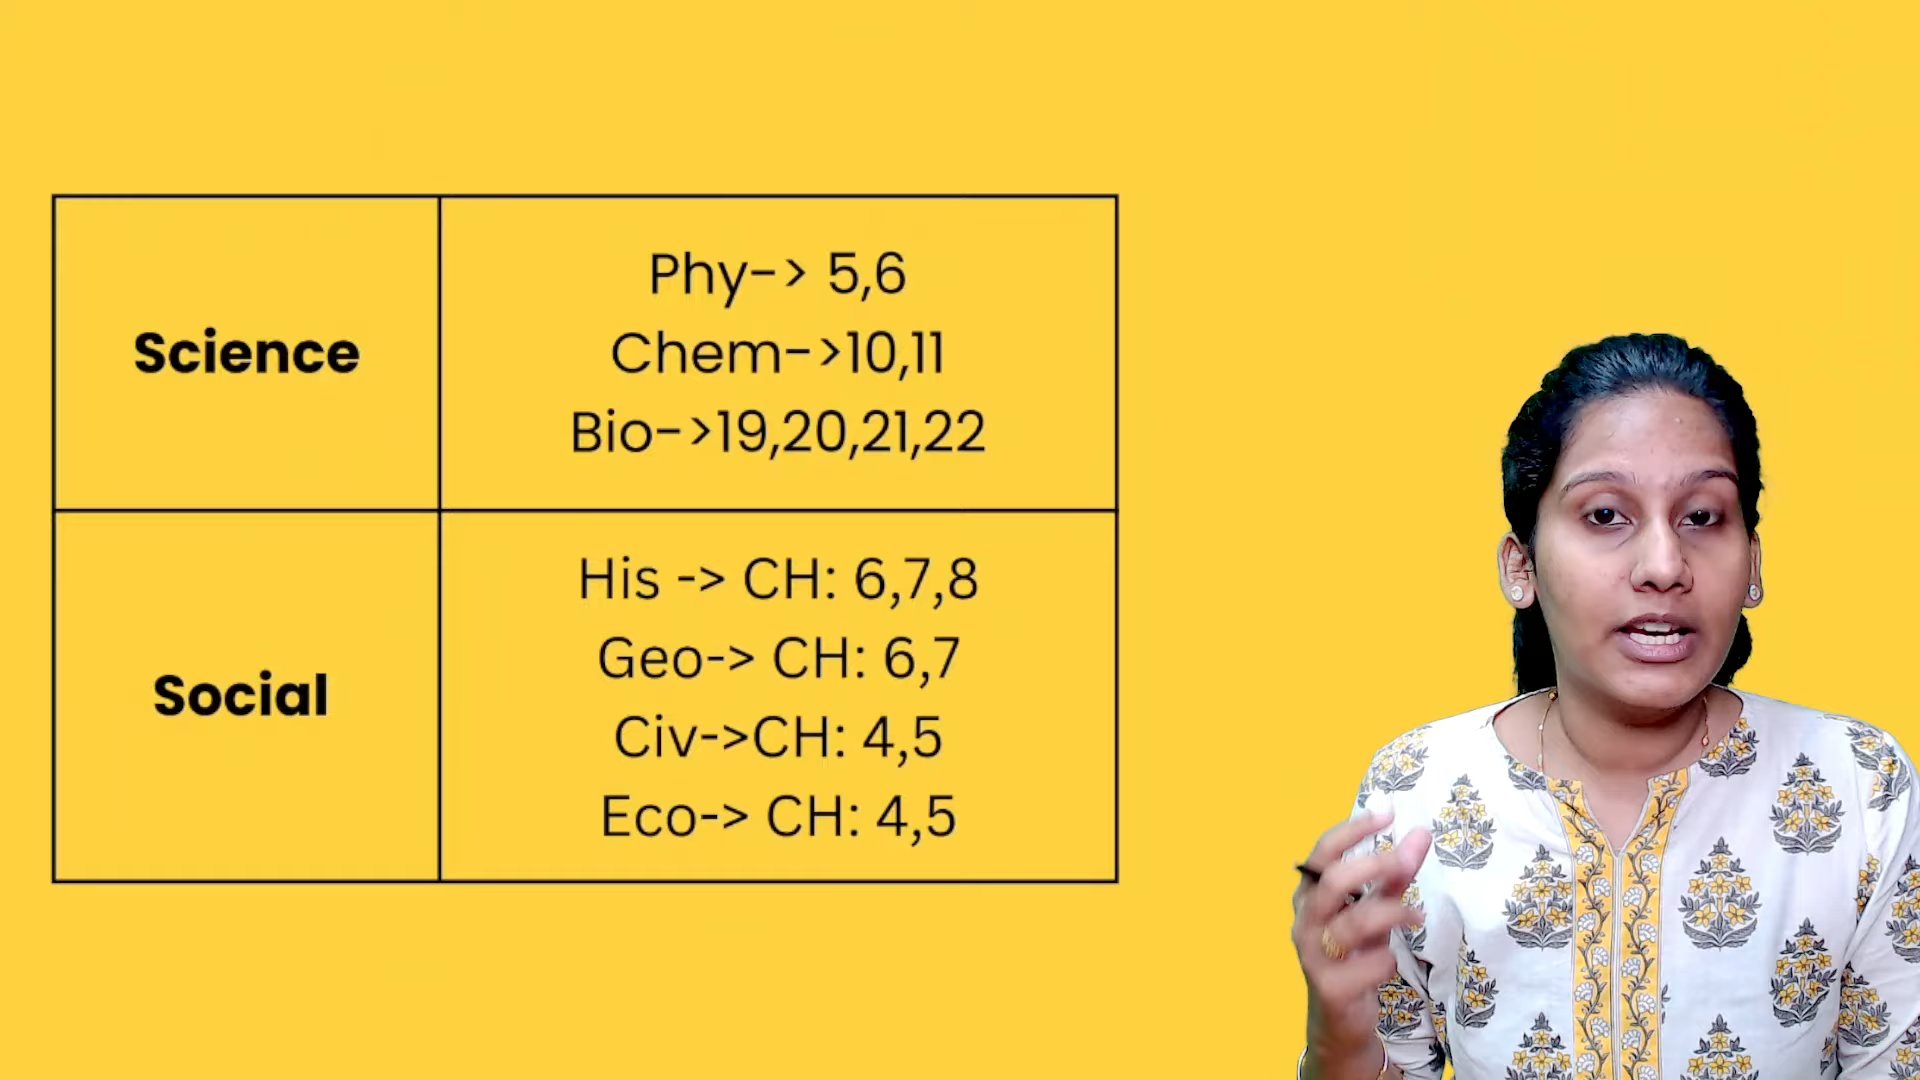 Science
Phy-> 5,6
Chem->10,11
Bio->19,20,21,22
Social
His -> CH: 6,7,8
Geo-> CH: 6,7
Civ->CH: 4,5
Eco-> CH: 4,5